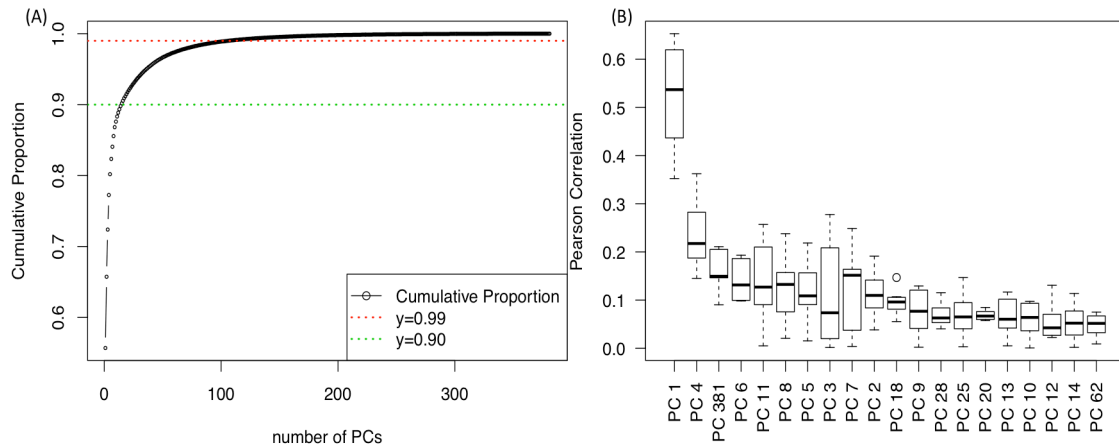 (A)
Cumulative Proportion
0.6
0.7
0.8
0.9
1.0
0
100
200
300
number of PCs
Cumulative Proportion
y=0.99
y=0.90
(B)
Pearson Correlation
0.0
0.1
0.2
0.3
0.4
0.5
0.6
PC 1
PC 4
PC 381
PC 6
PC 11
PC 8
PC 5
PC 3
PC 7
PC 2
PC 18
PC 9
PC 28
PC 25
PC 20
PC 13
PC 10
PC 12
PC 14
PC 62